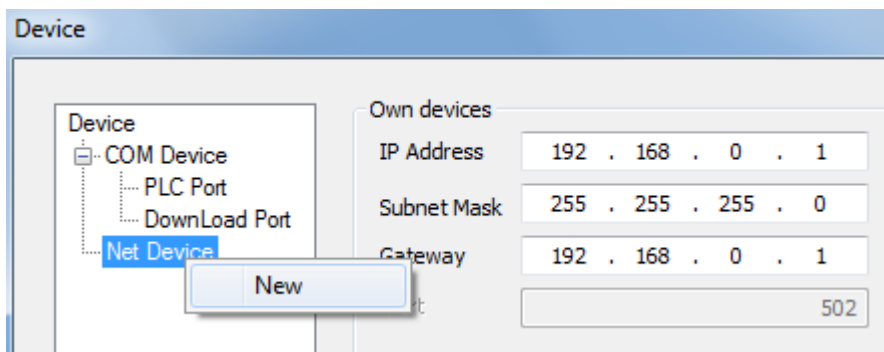 Device
Device
COM Device
PLC Port
DownLoad Port
Net Device
New
Own devices
IP Address 192 . 168 . 0 . 1
Subnet Mask 255 . 255 . 255 . 0
Gateway 192 . 168 . 0 . 1
502